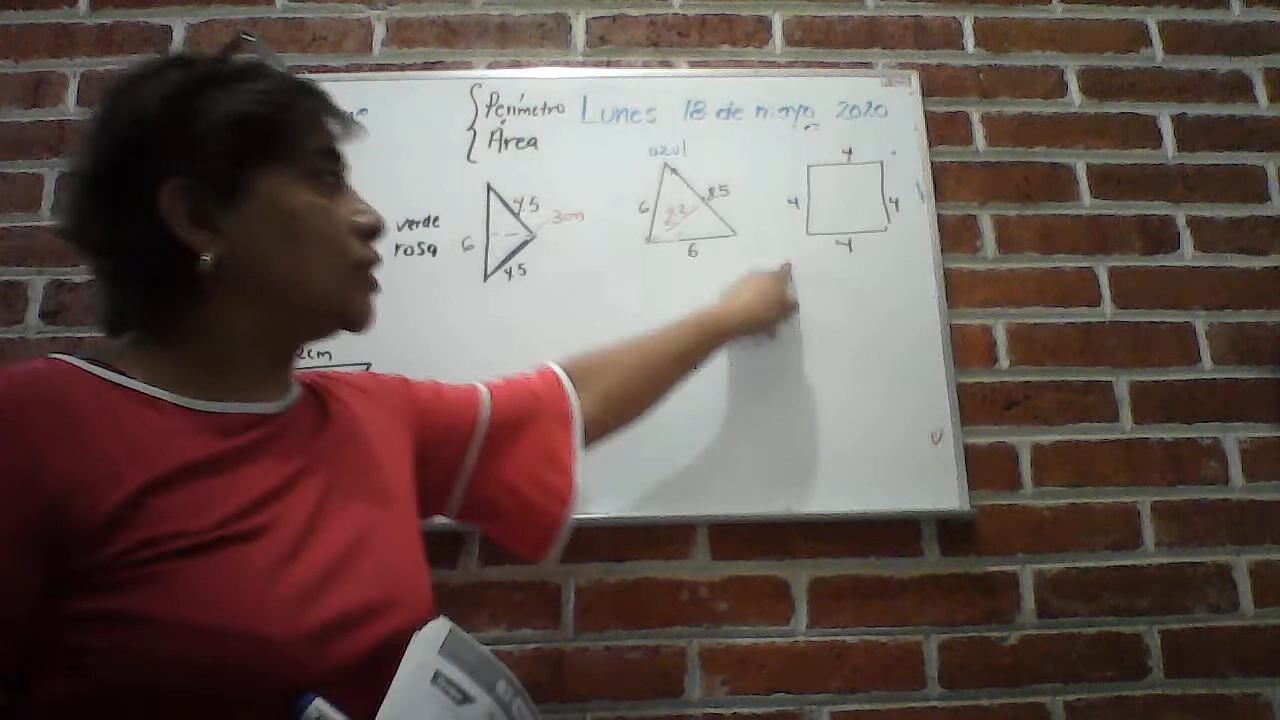 Perímetro Lunes 18 de mayo 2020
Área
azul
verde
rosa
4.5
3cm
6
4.5
6
8.5
6
4
4
4
4
2cm